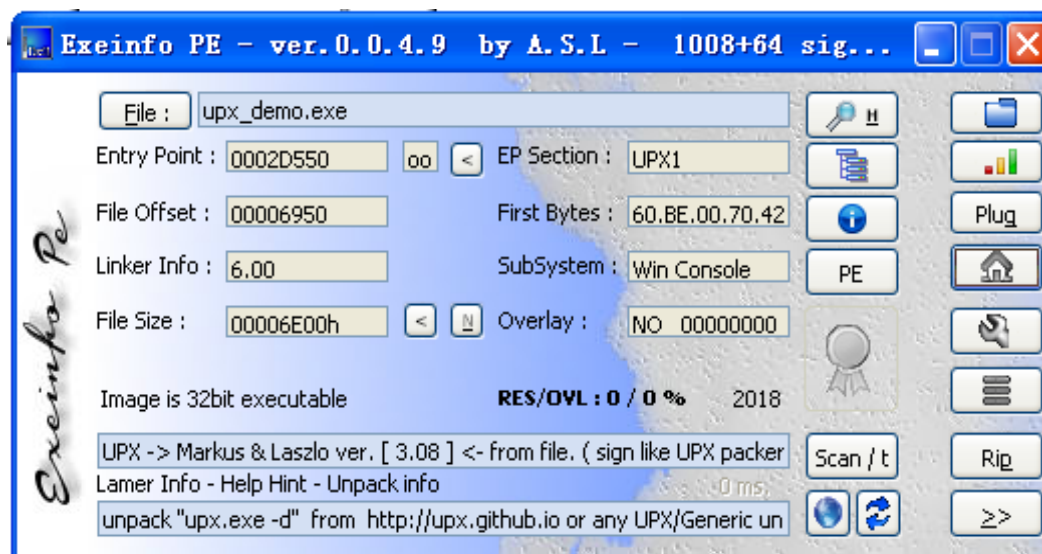 Exeinfo PE - ver.0.0.4.9 by A.S.L - 1008+64 sig...
File : upx_demo.exe H
Entry Point : 0002D550 oo < EP Section : UPX1
File Offset : 00006950 First Bytes : 60.BE.00.70.42 Plug
Linker Info : 6.00 SubSystem : Win Console PE
File Size : 00006E00h < N Overlay : NO 00000000
Image is 32bit executable RES/OVL : 0 / 0 % 2018
UPX -> Markus & Laszlo ver. [ 3.08 ] <- from file. ( sign like UPX packer Scan / t Rip
Lamer Info - Help Hint - Unpack info 0 ms.
unpack "upx.exe -d" from http://upx.github.io or any UPX/Generic un >>
Exeinfo Pe